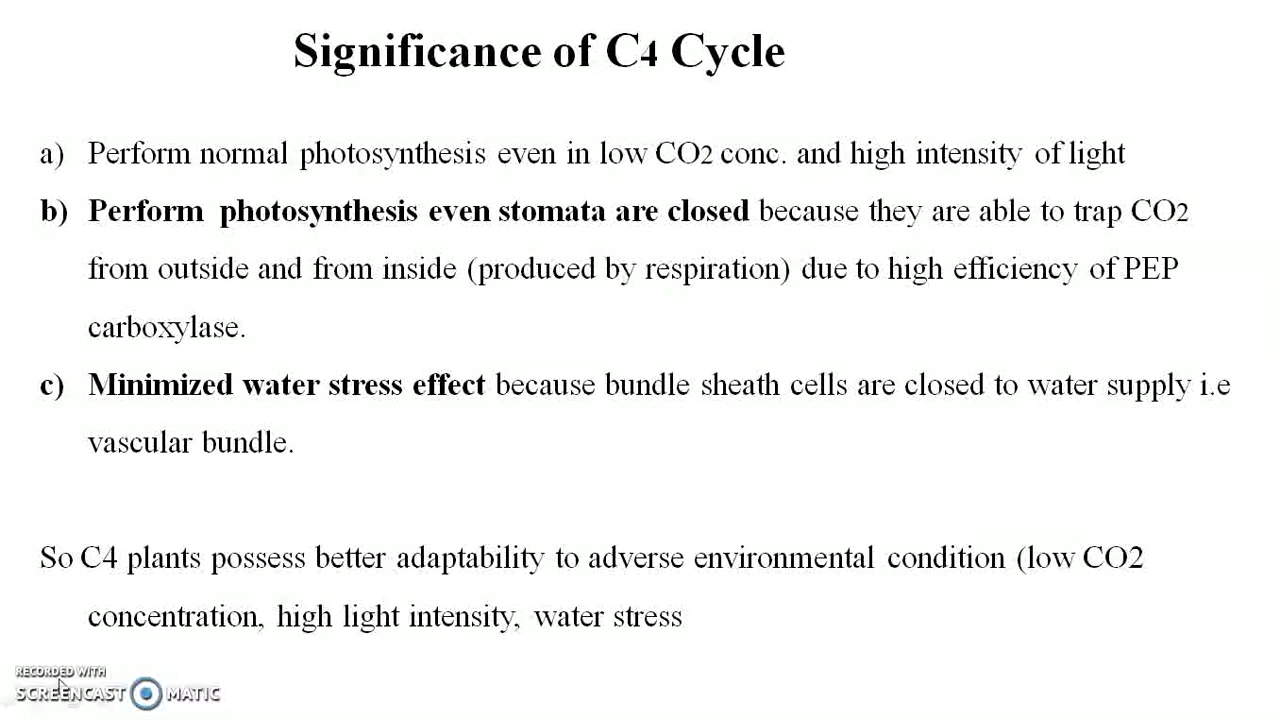 Significance of C4 Cycle
a) Perform normal photosynthesis even in low CO2 conc. and high intensity of light
b) Perform photosynthesis even stomata are closed because they are able to trap CO2
from outside and from inside (produced by respiration) due to high efficiency of PEP
carboxylase.
c) Minimized water stress effect because bundle sheath cells are closed to water supply i.e
vascular bundle.
So C4 plants possess better adaptability to adverse environmental condition (low CO2
concentration, high light intensity, water stress
RECORDED WITH
SCREENCAST MATIC